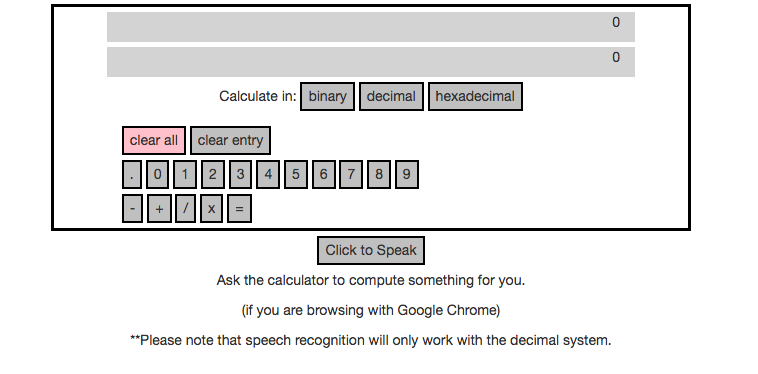 0
0
Calculate in: binary decimal hexadecimal
clear all clear entry
. 0 1 2 3 4 5 6 7 8 9
- + / x =
Click to Speak
Ask the calculator to compute something for you.
(if you are browsing with Google Chrome)
**Please note that speech recognition will only work with the decimal system.